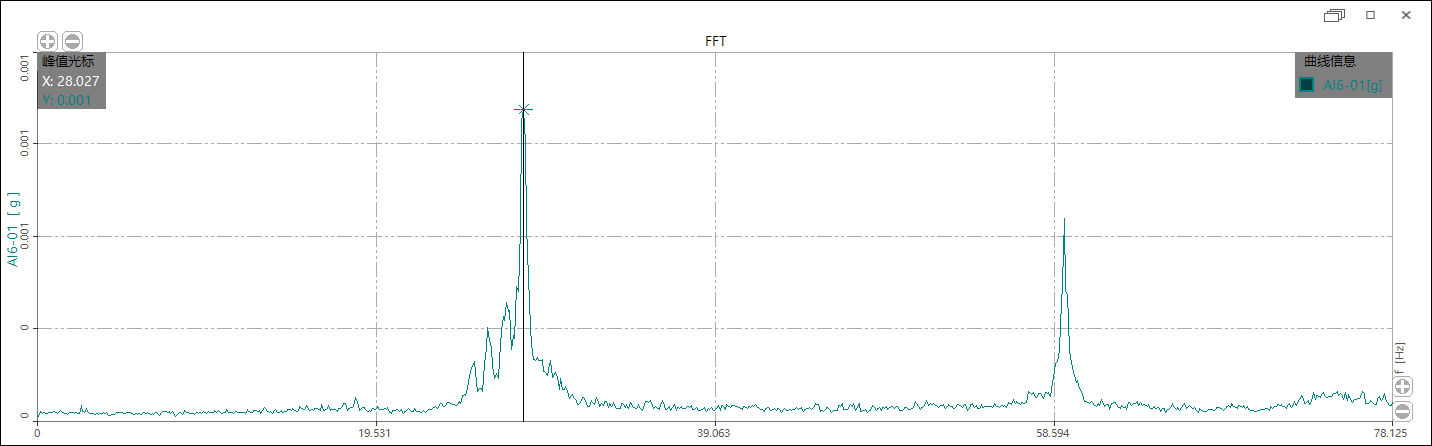 FFT
峰值光标
X: 28.027
Y: 0.001
曲线信息
AI6-01[g]
0.001
0.001
0.001
0
0
AI6-01 [ g ]
f [Hz]
0
19.531
39.063
58.594
78.125